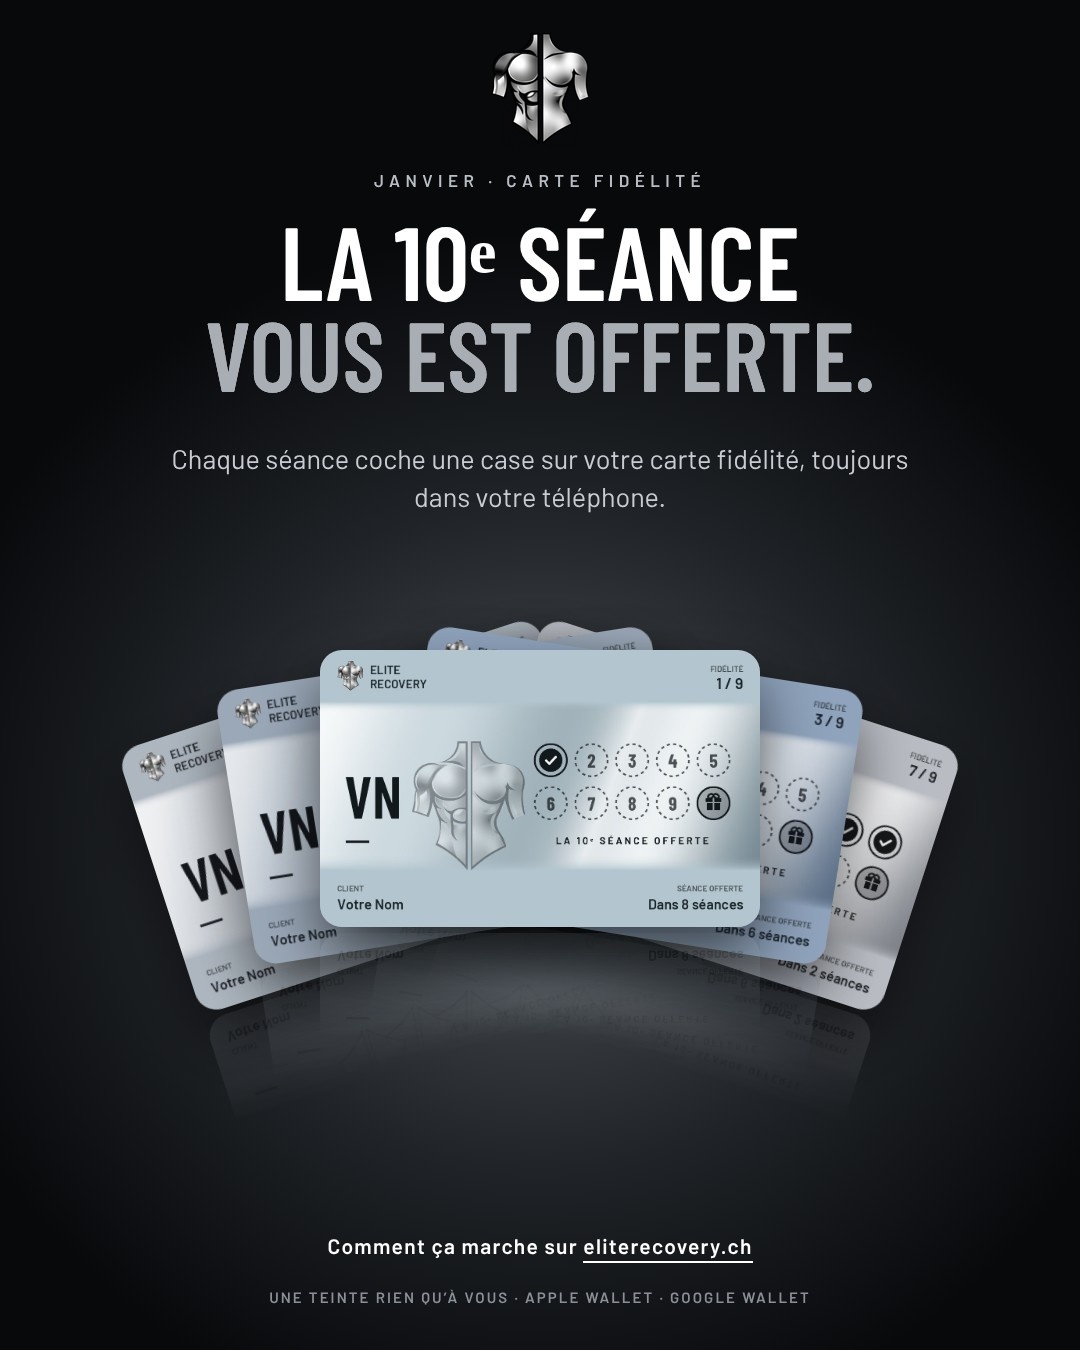 JANVIER · CARTE FIDÉLITÉ
LA 10e SÉANCE
VOUS EST OFFERTE.
Chaque séance coche une case sur votre carte fidélité, toujours
dans votre téléphone.
ELITE
RECOVERY
FIDÉLITÉ
1 / 9
VN
2 3 4 5
6 7 8 9
LA 10e SÉANCE OFFERTE
CLIENT
Votre Nom
SÉANCE OFFERTE
Dans 8 séances
ELITE
RECOVERY
VN
CLIENT
Votre Nom
ELITE
RECOVERY
VN
CLIENT
Votre Nom
FIDÉLITÉ
3 / 9
4 5
SÉANCE OFFERTE
Dans 6 séances
FIDÉLITÉ
7 / 9
Dans 2 séances
Comment ça marche sur eliterecovery.ch
UNE TEINTE RIEN QU’À VOUS · APPLE WALLET · GOOGLE WALLET